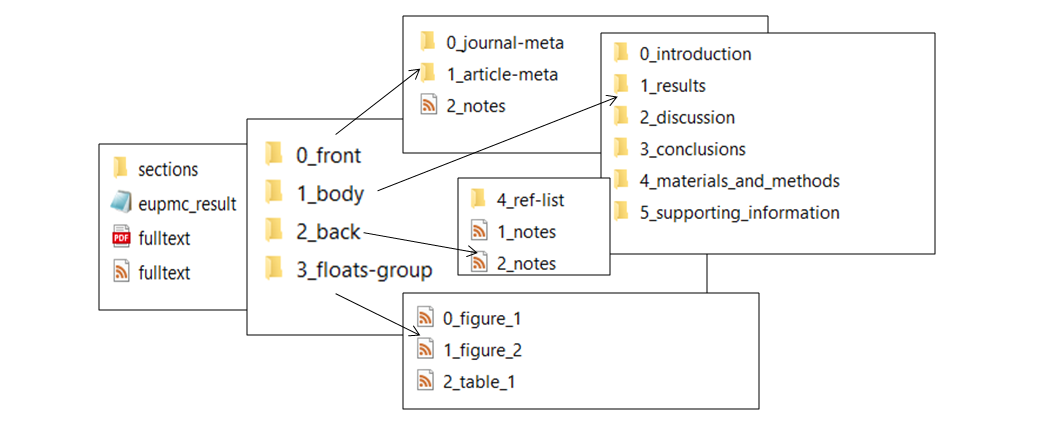 sections
eupmc_result
PDF
fulltext
fulltext
0_front
1_body
2_back
3_floats-group
0_journal-meta
1_article-meta
2_notes
0_introduction
1_results
2_discussion
3_conclusions
4_materials_and_methods
5_supporting_information
4_ref-list
1_notes
2_notes
0_figure_1
1_figure_2
2_table_1